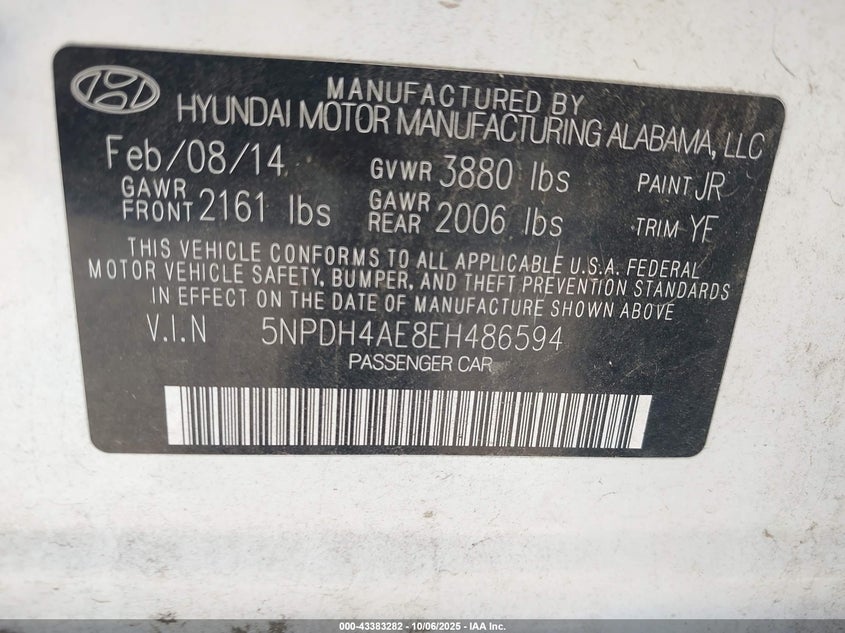 MANUFACTURED BY
HYUNDAI MOTOR MANUFACTURING ALABAMA, LLC
Feb/08/14 GVWR 3880 lbs PAINT JR
GAWR FRONT 2161 lbs GAWR REAR 2006 lbs TRIM YF
THIS VEHICLE CONFORMS TO ALL APPLICABLE U.S.A. FEDERAL
MOTOR VEHICLE SAFETY, BUMPER, AND THEFT PREVENTION STANDARDS
IN EFFECT ON THE DATE OF MANUFACTURE SHOWN ABOVE
V.I.N 5NPDH4AE8EH486594
PASSENGER CAR
000-43383282 - 10/06/2025 - IAA Inc.